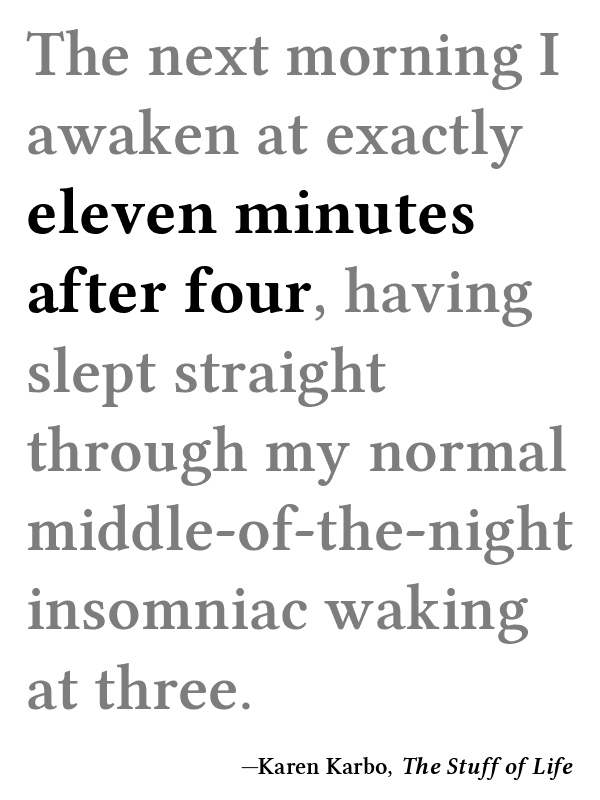 The next morning I
awaken at exactly
eleven minutes
after four, having
slept straight
through my normal
middle-of-the-night
insomniac waking
at three.
—Karen Karbo, The Stuff of Life